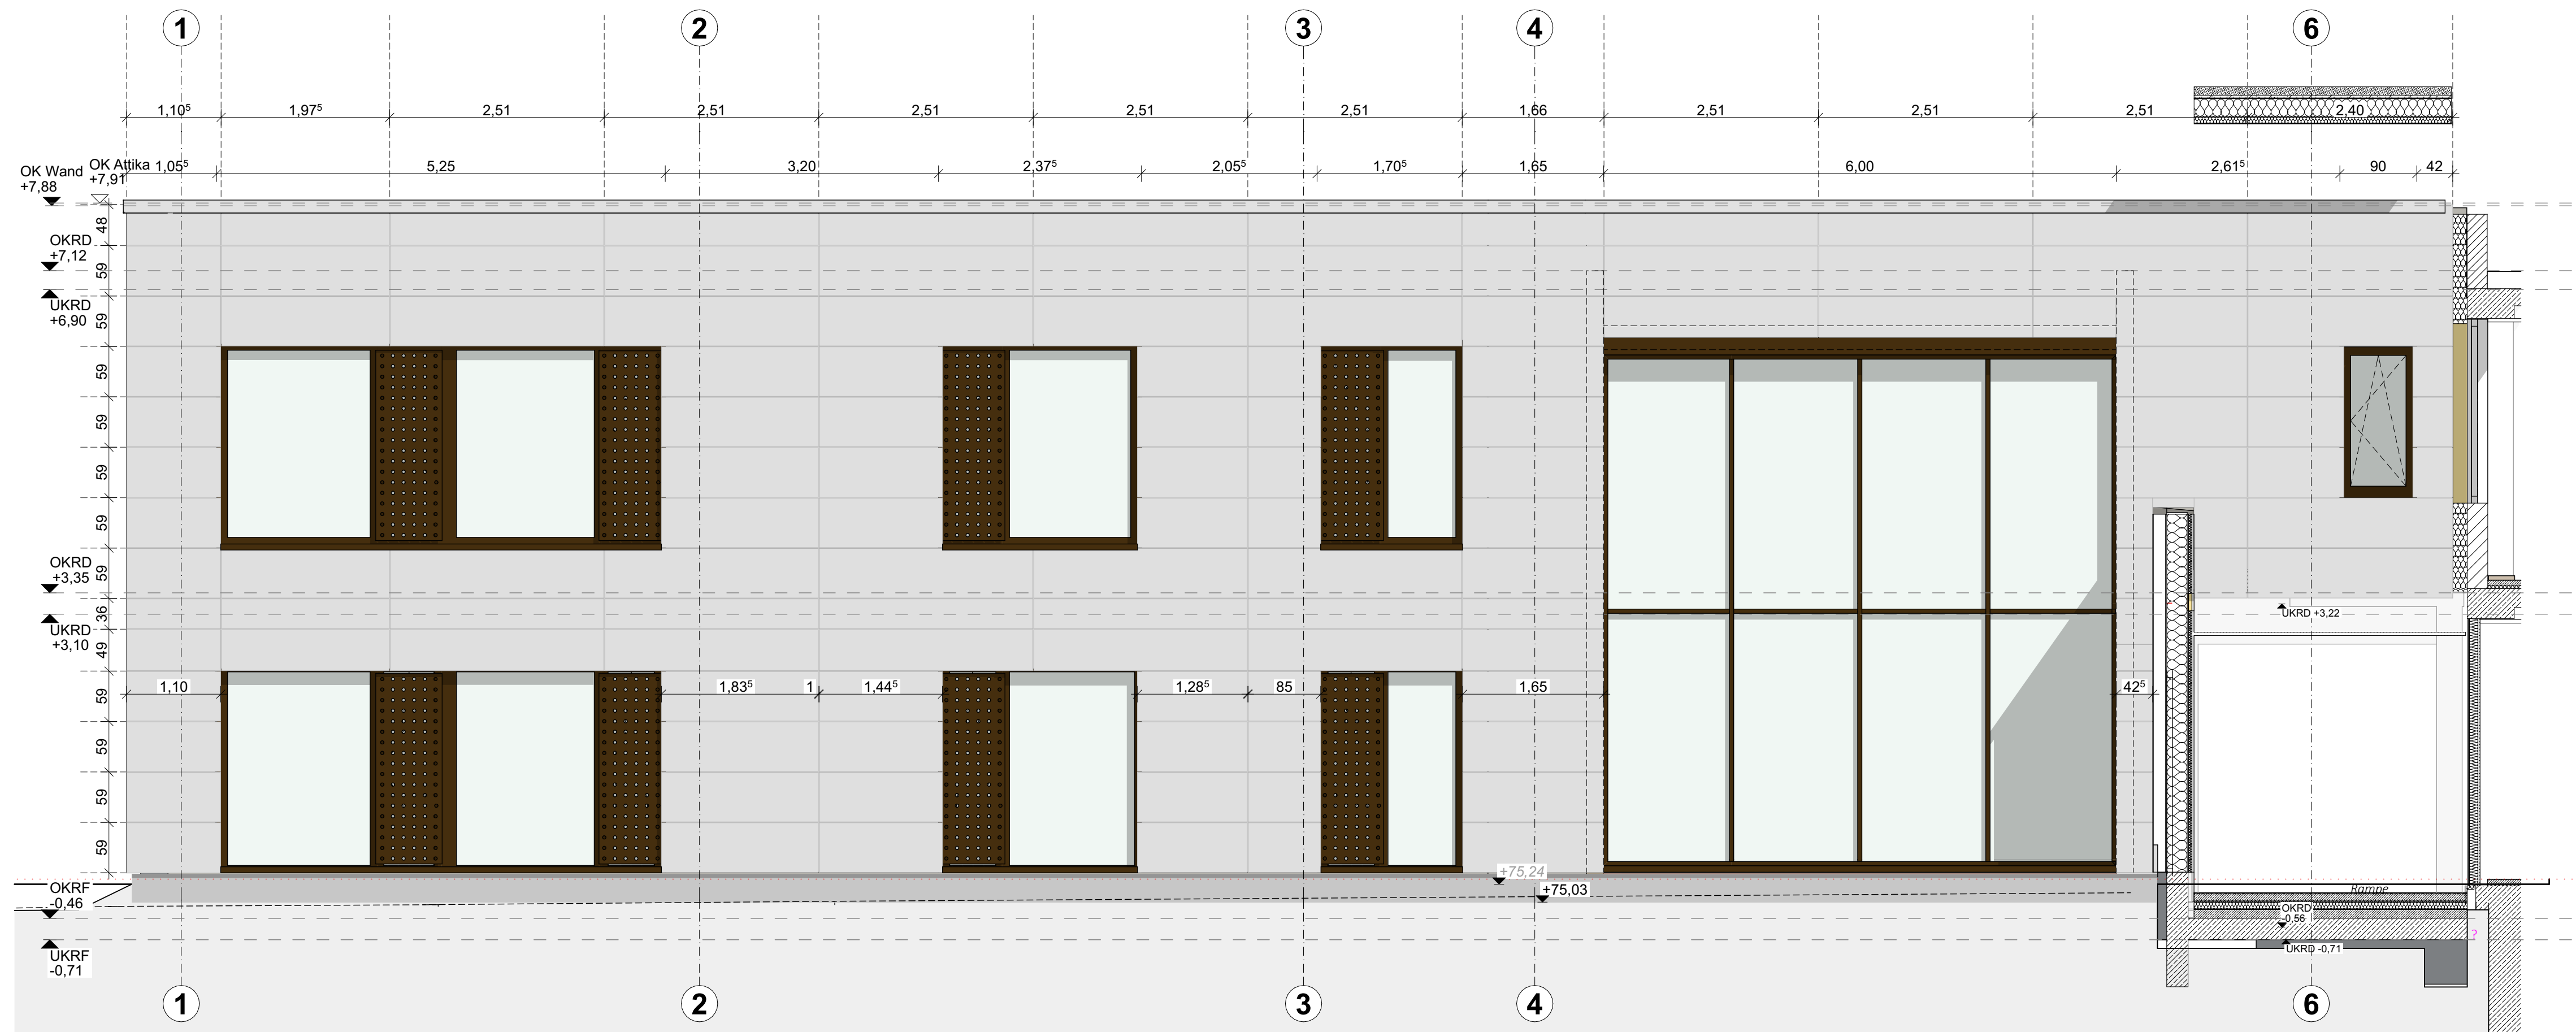 1 2 3 4 6
1,10⁵ 1,97⁵ 2,51 2,51 2,51 2,51 2,51 1,66 2,51 2,51 2,51 2,40
OK Wand
+7,88
OK Attika
+7,91
1,05⁵ 5,25 3,20 2,37⁵ 2,05⁵ 1,70⁵ 1,65 6,00 2,61⁵ 90 42
48
OKRD
+7,12
59
UKRD
+6,90
59
59
59
59
59
OKRD
+3,35
59
36
UKRD
+3,10
49
UKRD +3,22
59
1,10 1,83⁵ 1 1,44⁵ 1,28⁵ 85 1,65 42⁵
59
59
59
+75,24
+75,03
OKRF
-0,46
Rampe
OKRD
-0,56
UKRD -0,71
?
UKRF
-0,71
1 2 3 4 6